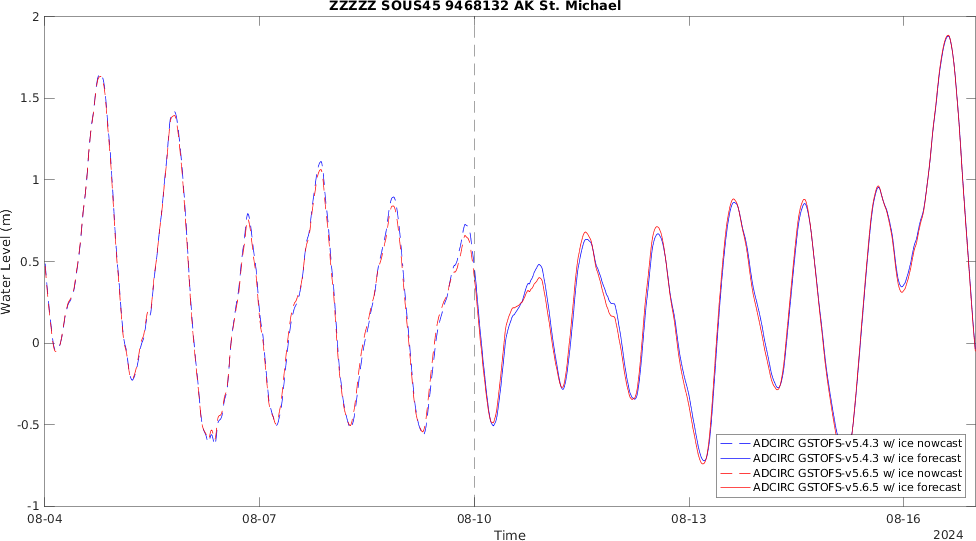 ZZZZZ SOUS45 9468132 AK St. Michael
Water Level (m)
2
1.5
1
0.5
0
-0.5
-1
08-04
08-07
08-10
08-13
08-16
Time
2024
ADCIRC GSTOFS-v5.4.3 w/ ice nowcast
ADCIRC GSTOFS-v5.4.3 w/ ice forecast
ADCIRC GSTOFS-v5.6.5 w/ ice nowcast
ADCIRC GSTOFS-v5.6.5 w/ ice forecast